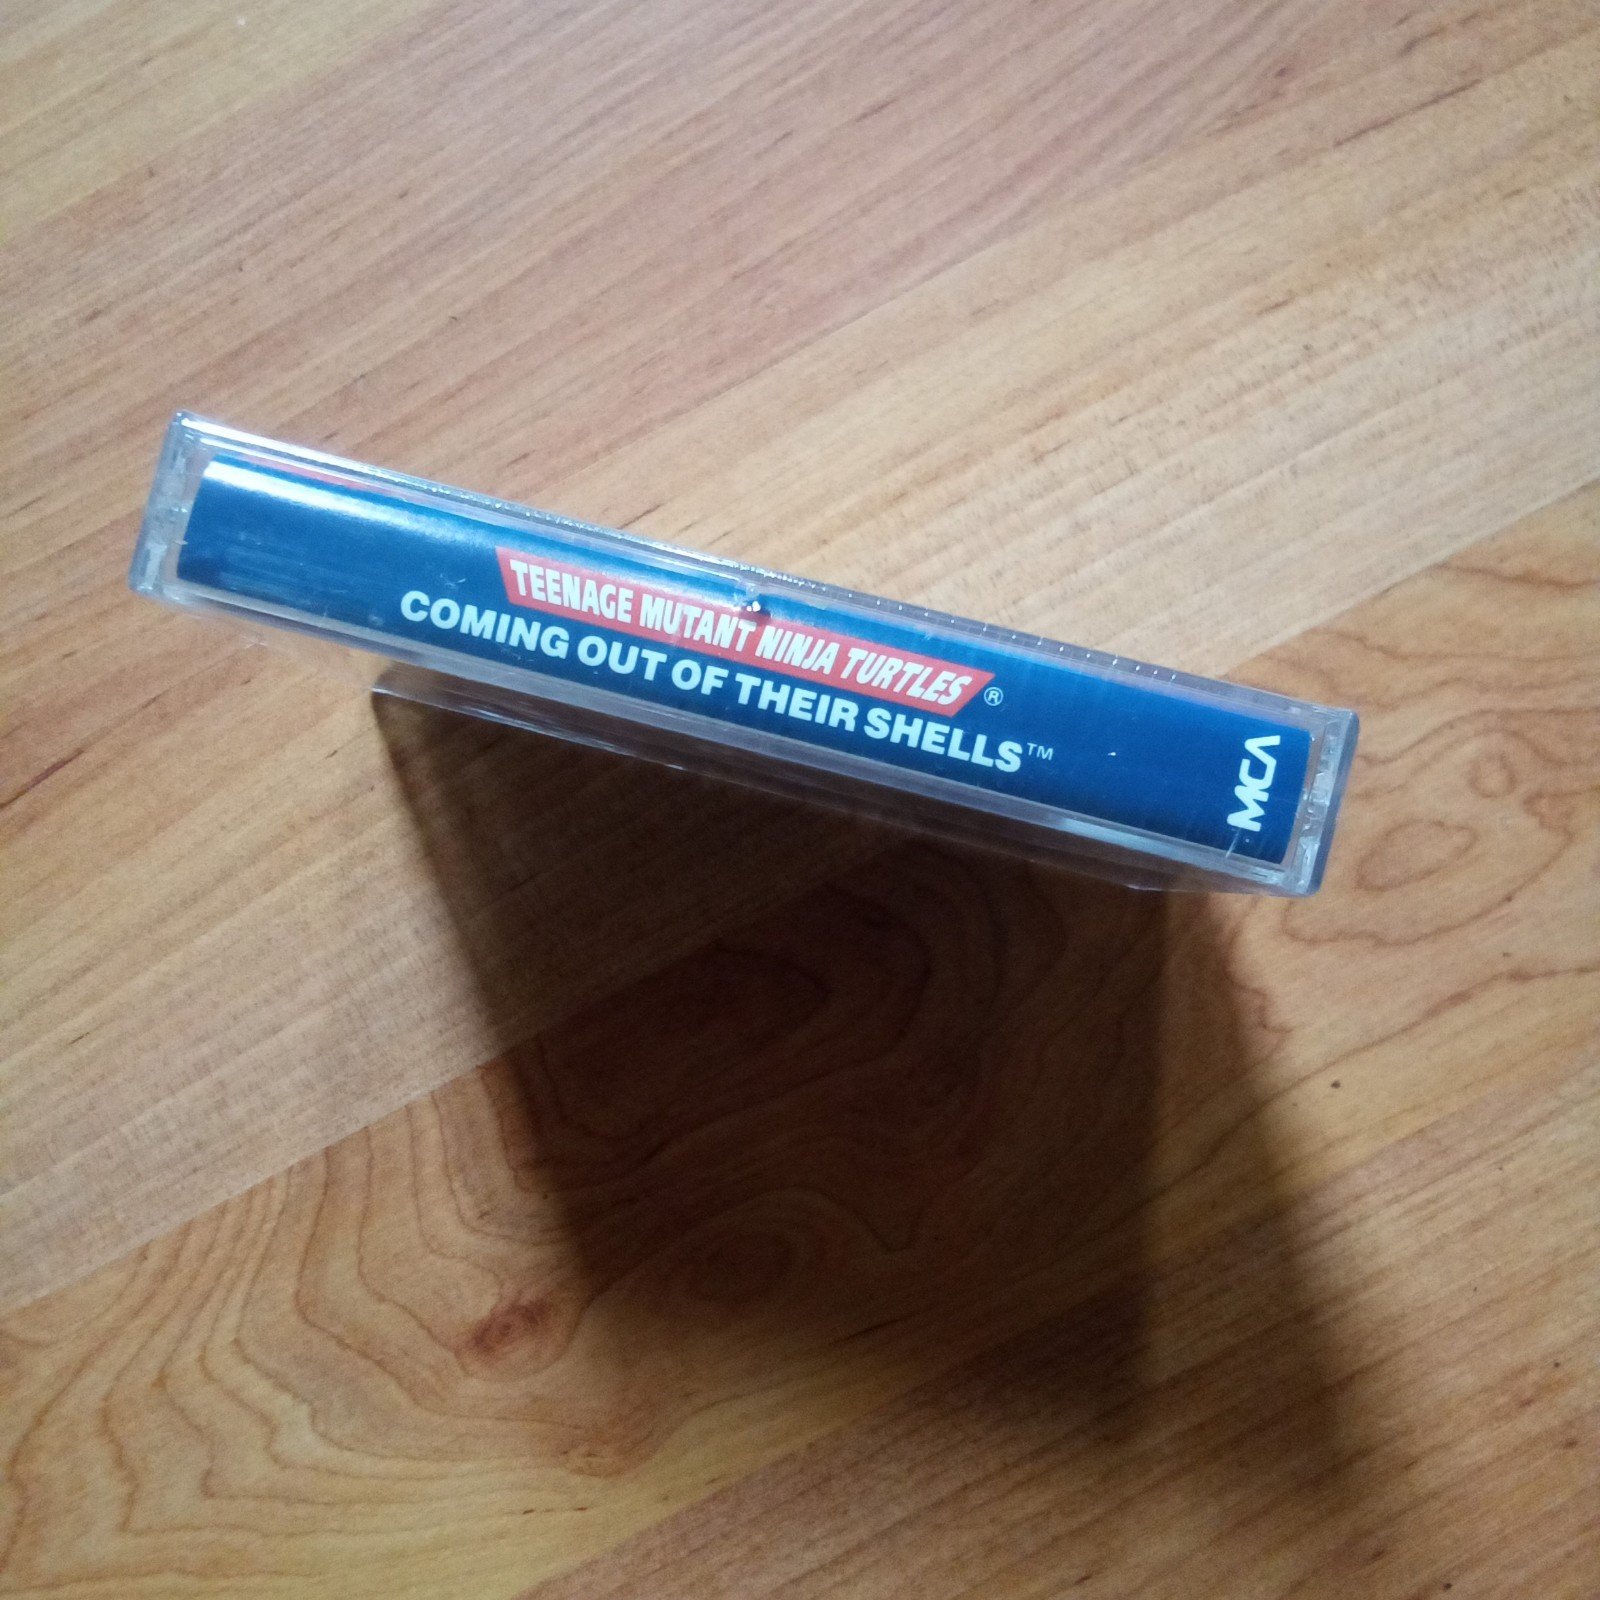 TEENAGE MUTANT NINJA TURTLES®
COMING OUT OF THEIR SHELLS™
MCA